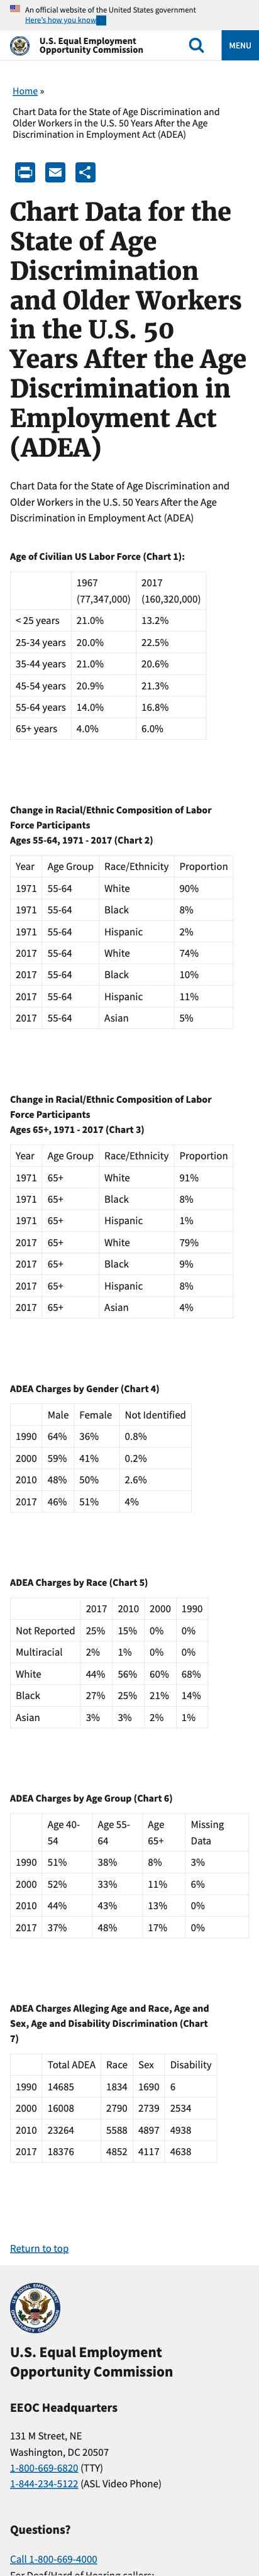 An official website of the United States government
Here's how you know
U.S. Equal Employment
Opportunity Commission
MENU
Home »
Chart Data for the State of Age Discrimination and
Older Workers in the U.S. 50 Years After the Age
Discrimination in Employment Act (ADEA)
Chart Data for the
State of Age
Discrimination
and Older Workers
in the U.S. 50
Years After the Age
Discrimination in
Employment Act
(ADEA)
Chart Data for the State of Age Discrimination and
Older Workers in the U.S. 50 Years After the Age
Discrimination in Employment Act (ADEA)
Age of Civilian US Labor Force (Chart 1):
1967 2017
(77,347,000) (160,320,000)
< 25 years 21.0% 13.2%
25-34 years 20.0% 22.5%
35-44 years 21.0% 20.6%
45-54 years 20.9% 21.3%
55-64 years 14.0% 16.8%
65+ years 4.0% 6.0%
Change in Racial/Ethnic Composition of Labor
Force Participants
Ages 55-64, 1971 - 2017 (Chart 2)
Year Age Group Race/Ethnicity Proportion
1971 55-64 White 90%
1971 55-64 Black 8%
1971 55-64 Hispanic 2%
2017 55-64 White 74%
2017 55-64 Black 10%
2017 55-64 Hispanic 11%
2017 55-64 Asian 5%
Change in Racial/Ethnic Composition of Labor
Force Participants
Ages 65+, 1971 - 2017 (Chart 3)
Year Age Group Race/Ethnicity Proportion
1971 65+ White 91%
1971 65+ Black 8%
1971 65+ Hispanic 1%
2017 65+ White 79%
2017 65+ Black 9%
2017 65+ Hispanic 8%
2017 65+ Asian 4%
ADEA Charges by Gender (Chart 4)
Male Female Not Identified
1990 64% 36% 0.8%
2000 59% 41% 0.2%
2010 48% 50% 2.6%
2017 46% 51% 4%
ADEA Charges by Race (Chart 5)
2017 2010 2000 1990
Not Reported 25% 15% 0% 0%
Multiracial 2% 1% 0% 0%
White 44% 56% 60% 68%
Black 27% 25% 21% 14%
Asian 3% 3% 2% 1%
ADEA Charges by Age Group (Chart 6)
Age 40- Age 55- Age Missing
54 64 65+ Data
1990 51% 38% 8% 3%
2000 52% 33% 11% 6%
2010 44% 43% 13% 0%
2017 37% 48% 17% 0%
ADEA Charges Alleging Age and Race, Age and
Sex, Age and Disability Discrimination (Chart
7)
Total ADEA Race Sex Disability
1990 14685 1834 1690 6
2000 16008 2790 2739 2534
2010 23264 5588 4897 4938
2017 18376 4852 4117 4638
Return to top
U.S. Equal Employment
Opportunity Commission
EEOC Headquarters
131 M Street, NE
Washington, DC 20507
1-800-669-6820 (TTY)
1-844-234-5122 (ASL Video Phone)
Questions?
Call 1-800-669-4000
For Deaf/Hard of Hearing callers: